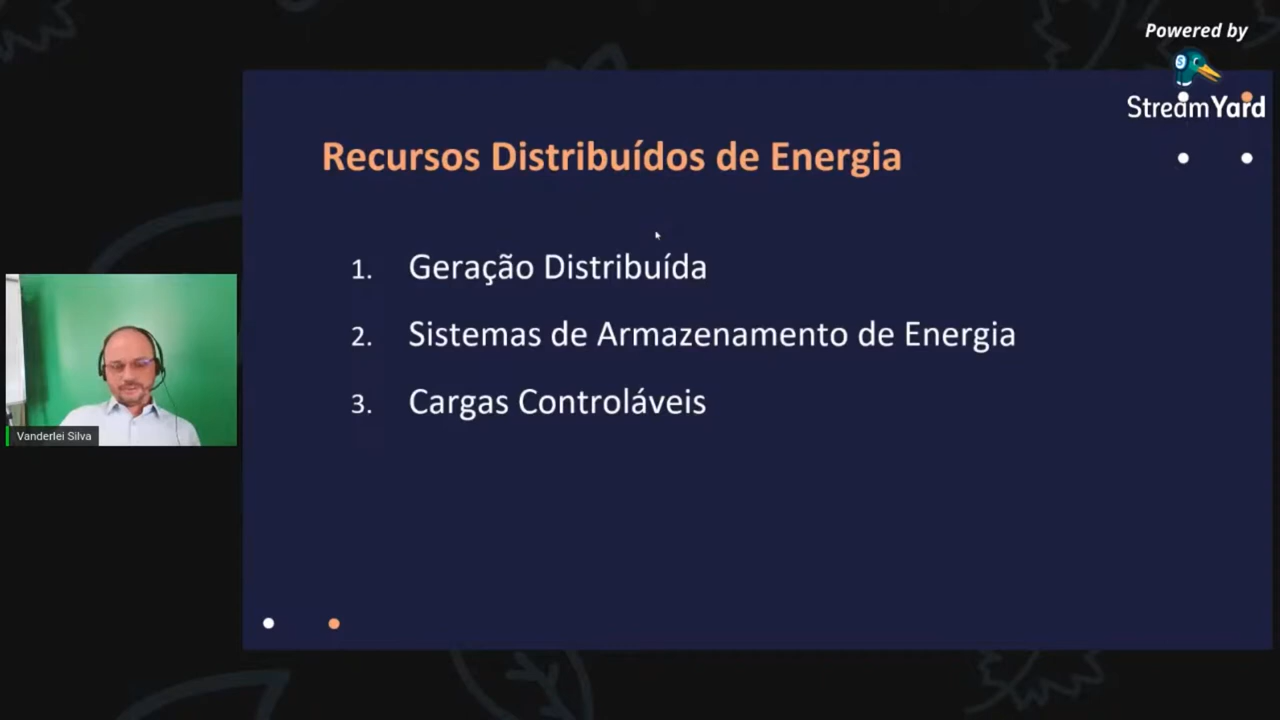 Powered by
StreamYard
Recursos Distribuídos de Energia
1. Geração Distribuída
2. Sistemas de Armazenamento de Energia
3. Cargas Controláveis
Vanderlei Silva